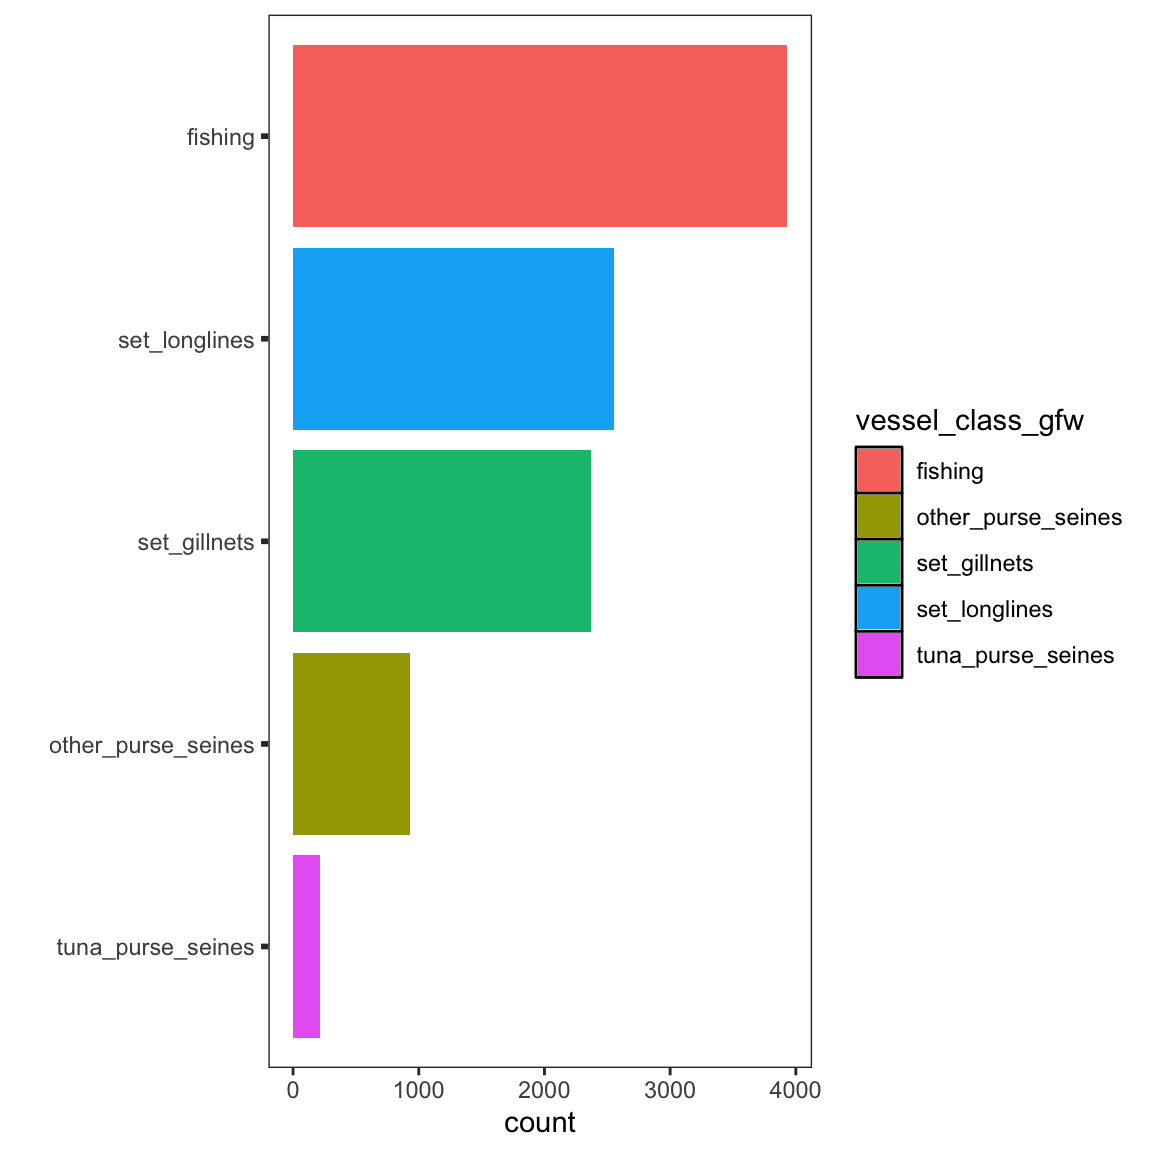 fishing
set_longlines
set_gillnets
other_purse_seines
tuna_purse_seines
0 1000 2000 3000 4000
count
vessel_class_gfw
fishing
other_purse_seines
set_gillnets
set_longlines
tuna_purse_seines